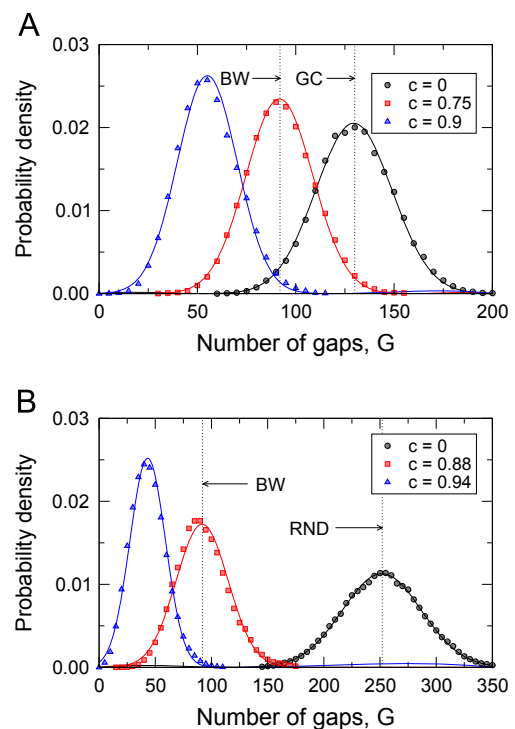 A
0.03
0.02
0.01
0.00
Probability density
BW
GC
c = 0
c = 0.75
c = 0.9
0
50
100
150
200
Number of gaps, G
B
0.03
0.02
0.01
0.00
Probability density
BW
RND
c = 0
c = 0.88
c = 0.94
0
50
100
150
200
250
300
350
Number of gaps, G